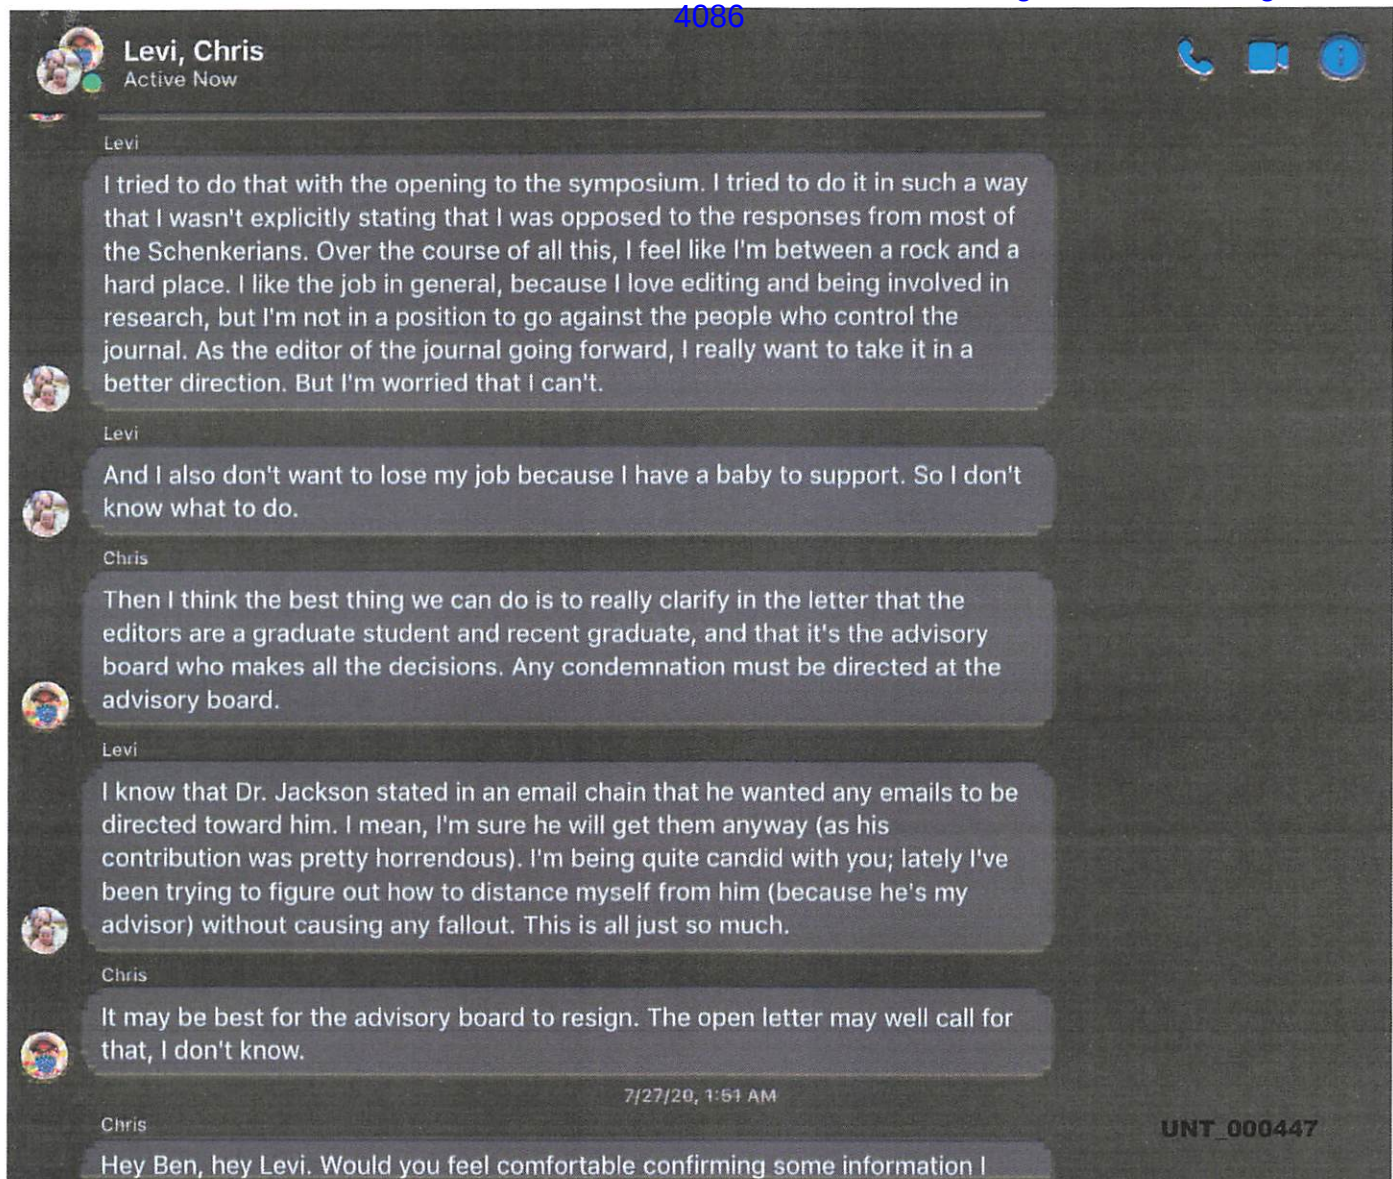 4086
Levi, Chris
Active Now
Levi
I tried to do that with the opening to the symposium. I tried to do it in such a way
that I wasn't explicitly stating that I was opposed to the responses from most of
the Schenkerians. Over the course of all this, I feel like I'm between a rock and a
hard place. I like the job in general, because I love editing and being involved in
research, but I'm not in a position to go against the people who control the
journal. As the editor of the journal going forward, I really want to take it in a
better direction. But I'm worried that I can't.
Levi
And I also don't want to lose my job because I have a baby to support. So I don't
know what to do.
Chris
Then I think the best thing we can do is to really clarify in the letter that the
editors are a graduate student and recent graduate, and that it's the advisory
board who makes all the decisions. Any condemnation must be directed at the
advisory board.
Levi
I know that Dr. Jackson stated in an email chain that he wanted any emails to be
directed toward him. I mean, I'm sure he will get them anyway (as his
contribution was pretty horrendous). I'm being quite candid with you; lately I've
been trying to figure out how to distance myself from him (because he's my
advisor) without causing any fallout. This is all just so much.
Chris
It may be best for the advisory board to resign. The open letter may well call for
that, I don't know.
7/27/20, 1:51 AM
Chris
UNT_000447
Hey Ben, hey Levi. Would you feel comfortable confirming some information I